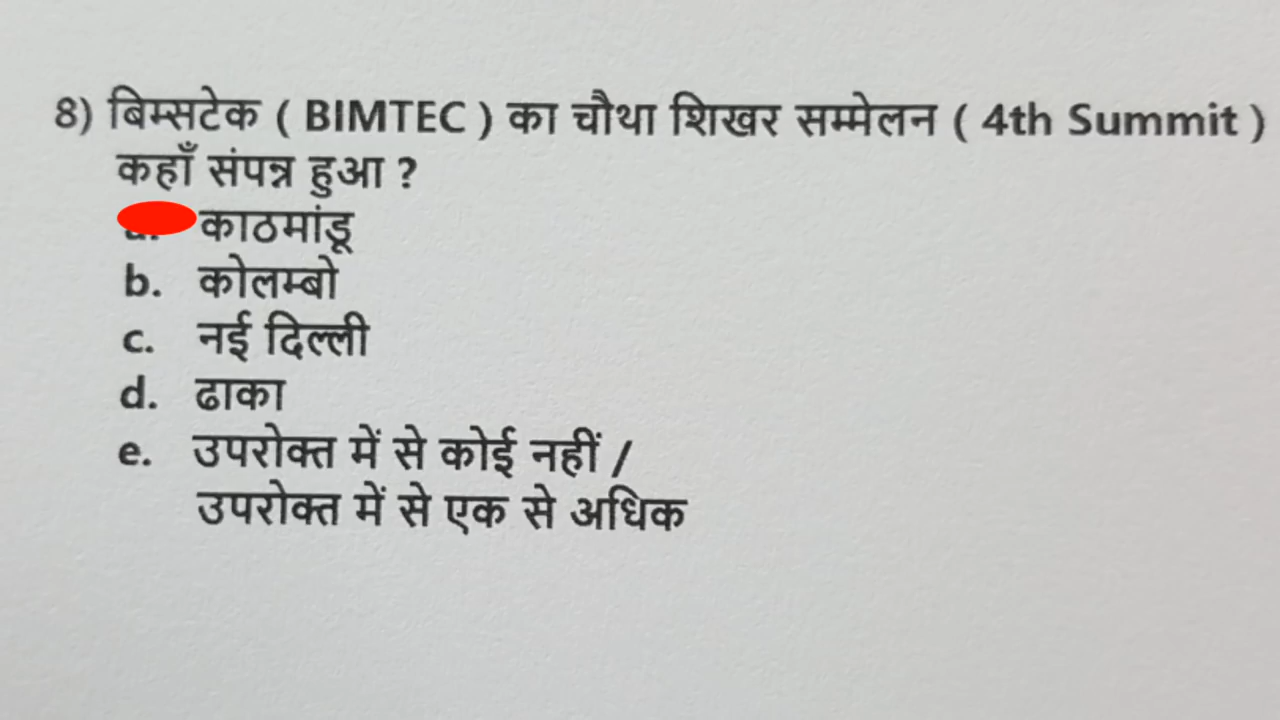 8) बिम्सटेक ( BIMTEC ) का चौथा शिखर सम्मेलन ( 4th Summit )
कहाँ संपन्न हुआ ?
a. काठमांडू
b. कोलम्बो
c. नई दिल्ली
d. ढाका
e. उपरोक्त में से कोई नहीं /
उपरोक्त में से एक से अधिक